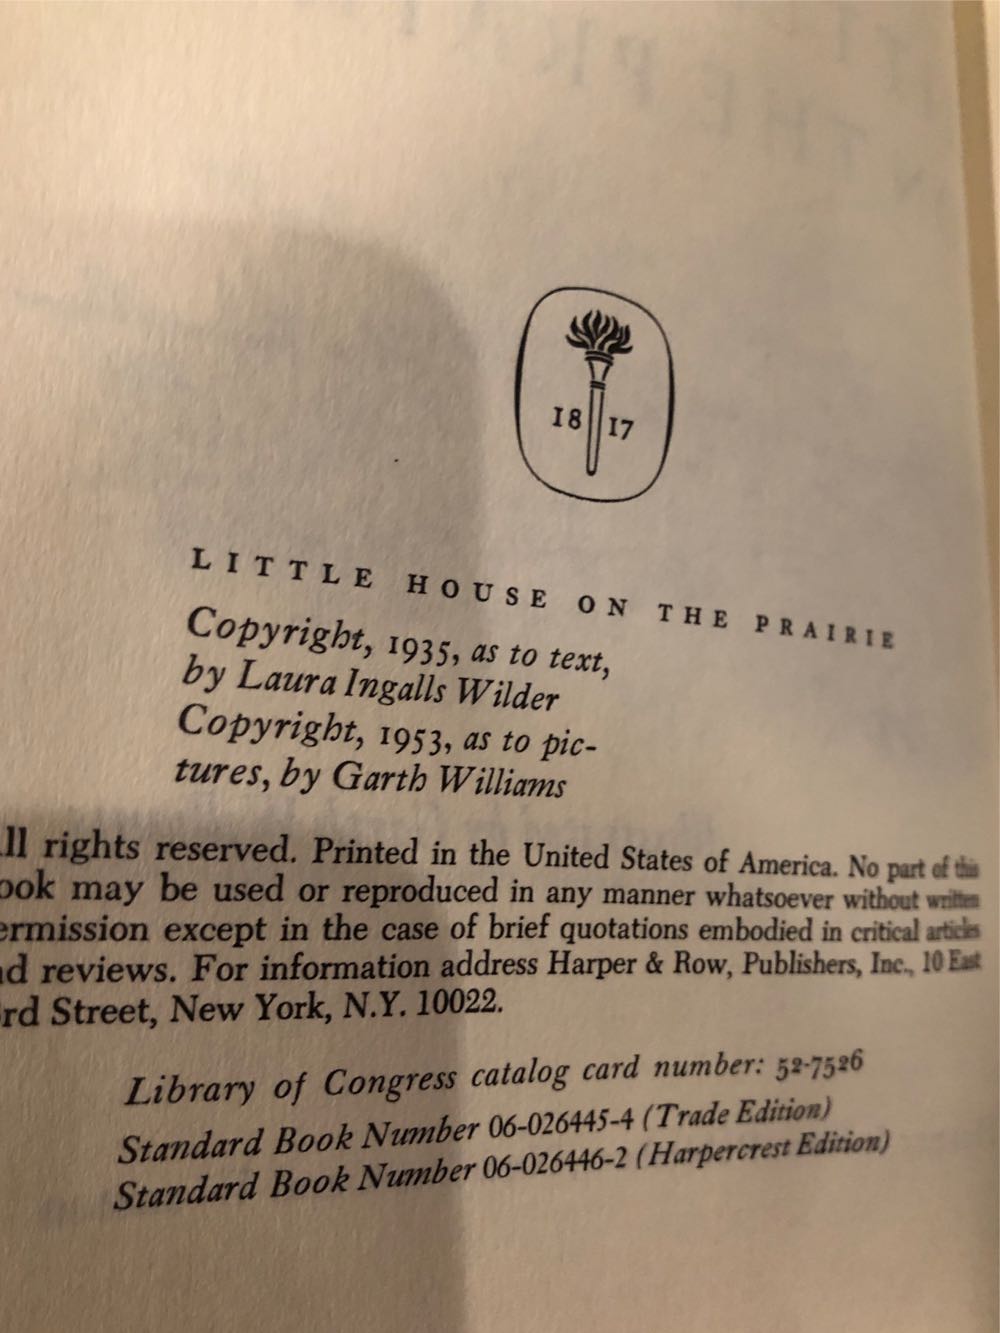 18 17
LITTLE HOUSE ON THE PRAIRIE
Copyright, 1935, as to text,
by Laura Ingalls Wilder
Copyright, 1953, as to pic-
tures, by Garth Williams
ll rights reserved. Printed in the United States of America. No part of this
ook may be used or reproduced in any manner whatsoever without written
ermission except in the case of brief quotations embodied in critical articles
d reviews. For information address Harper & Row, Publishers, Inc., 10 East
rd Street, New York, N.Y. 10022.
Library of Congress catalog card number: 52-7526
Standard Book Number 06-026445-4 (Trade Edition)
Standard Book Number 06-026446-2 (Harpercrest Edition)